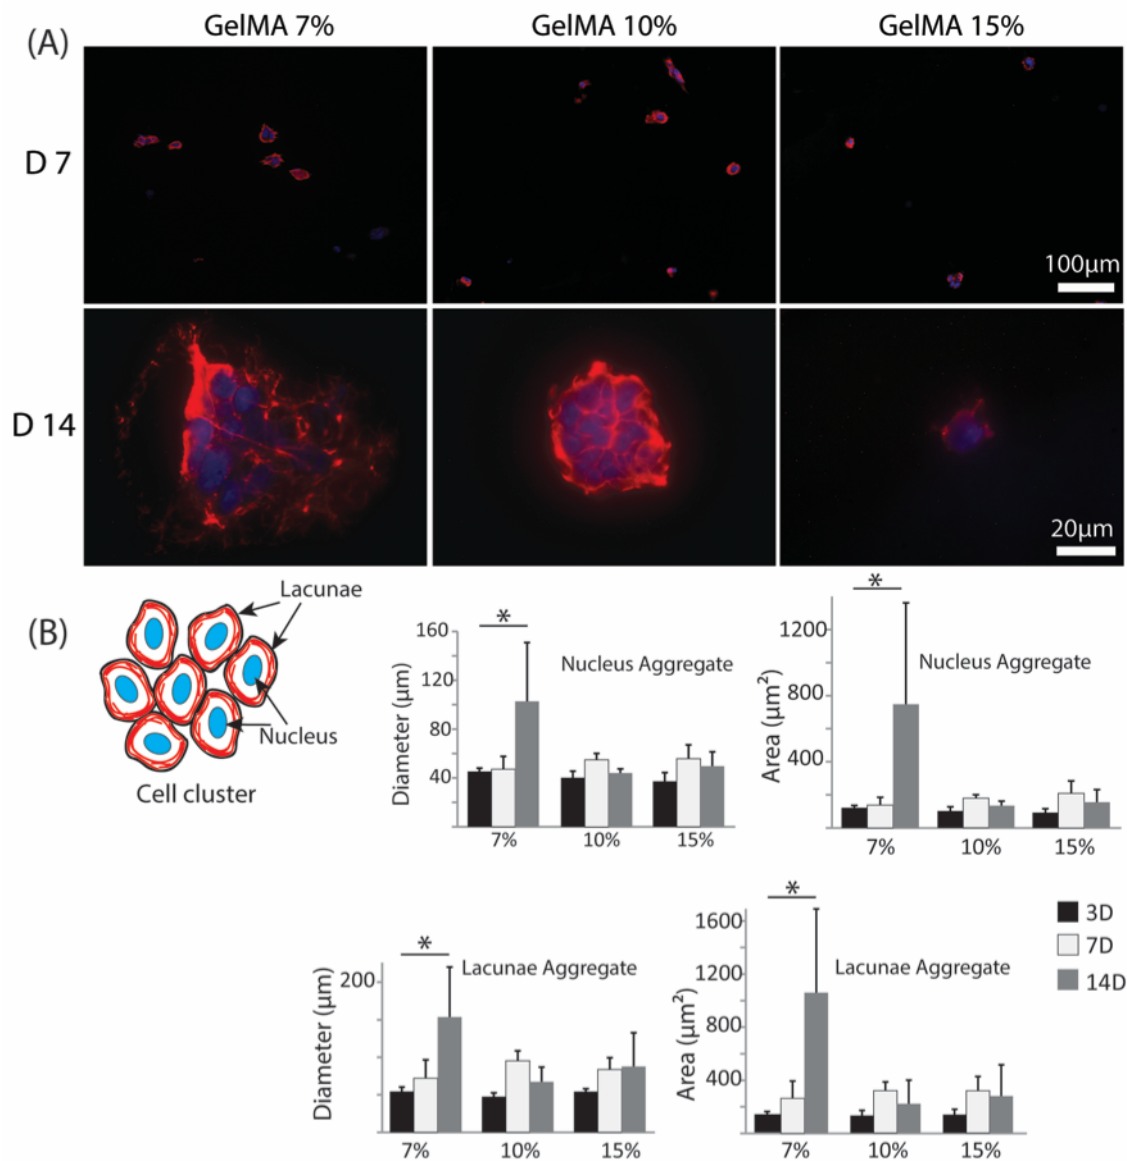 (A)
GelMA 7%
GelMA 10%
GelMA 15%
D 7
100μm
D 14
20μm
(B)
Lacunae
Nucleus
Cell cluster
*
160
120
80
40
Diameter (μm)
Nucleus Aggregate
7%
10%
15%
*
1200
800
400
Area (μm²)
Nucleus Aggregate
7%
10%
15%
*
200
Diameter (μm)
Lacunae Aggregate
7%
10%
15%
*
1600
1200
800
400
Area (μm²)
Lacunae Aggregate
7%
10%
15%
3D
7D
14D